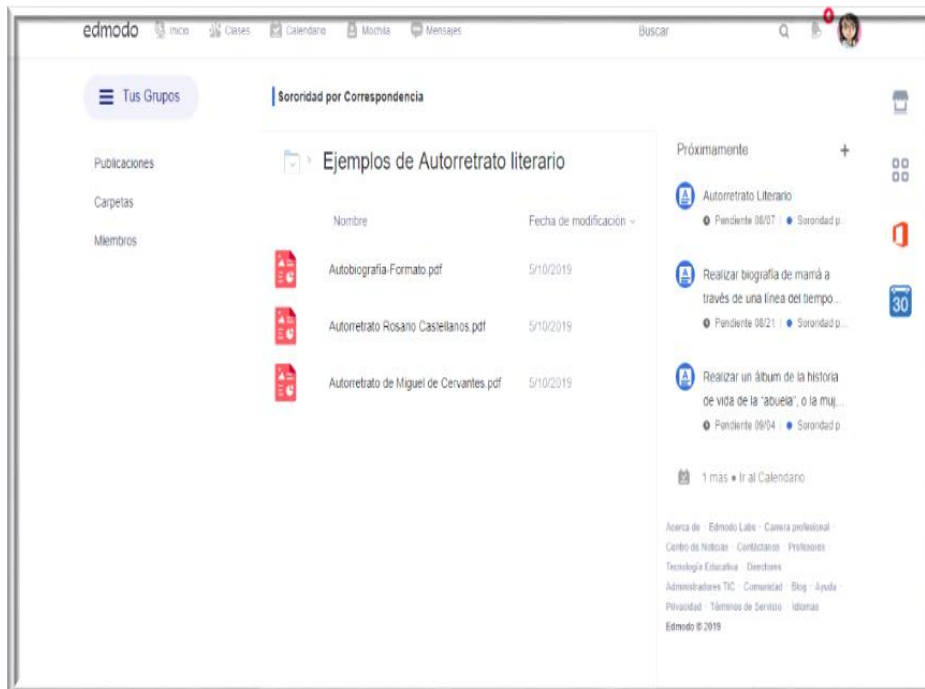 edmodo Inicio Clases Calendario Mochila Mensajes Buscar
0
Tus Grupos
Publicaciones
Carpetas
Miembros
Sororidad por Correspondencia
Ejemplos de Autorretrato literario
Nombre Fecha de modificación
Autobiografía-Formato.pdf 5/10/2019
Autorretrato Rosano Castellanos.pdf 5/10/2019
Autorretrato de Miguel de Cervantes.pdf 5/10/2019
Próximamente +
Autorretrato Literario
Pendiente 08/07 | Sororidad p...
Realizar biografía de mamá a
través de una línea del tiempo...
Pendiente 08/21 | Sororidad p...
Realizar un álbum de la historia
de vida de la "abuela", o la muj...
Pendiente 09/04 | Sororidad p...
1 más • Ir al Calendario
Acerca de · Edmodo Labs · Carrera profesional ·
Centro de Noticias · Contáctanos · Profesores
Tecnología Educativa · Directores
Administradores TIC · Comunidad · Blog · Ayuda ·
Privacidad · Términos de Servicio · Idiomas
Edmodo © 2019
30